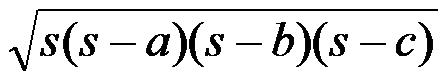 √s(s − a)(s − b)(s − c)